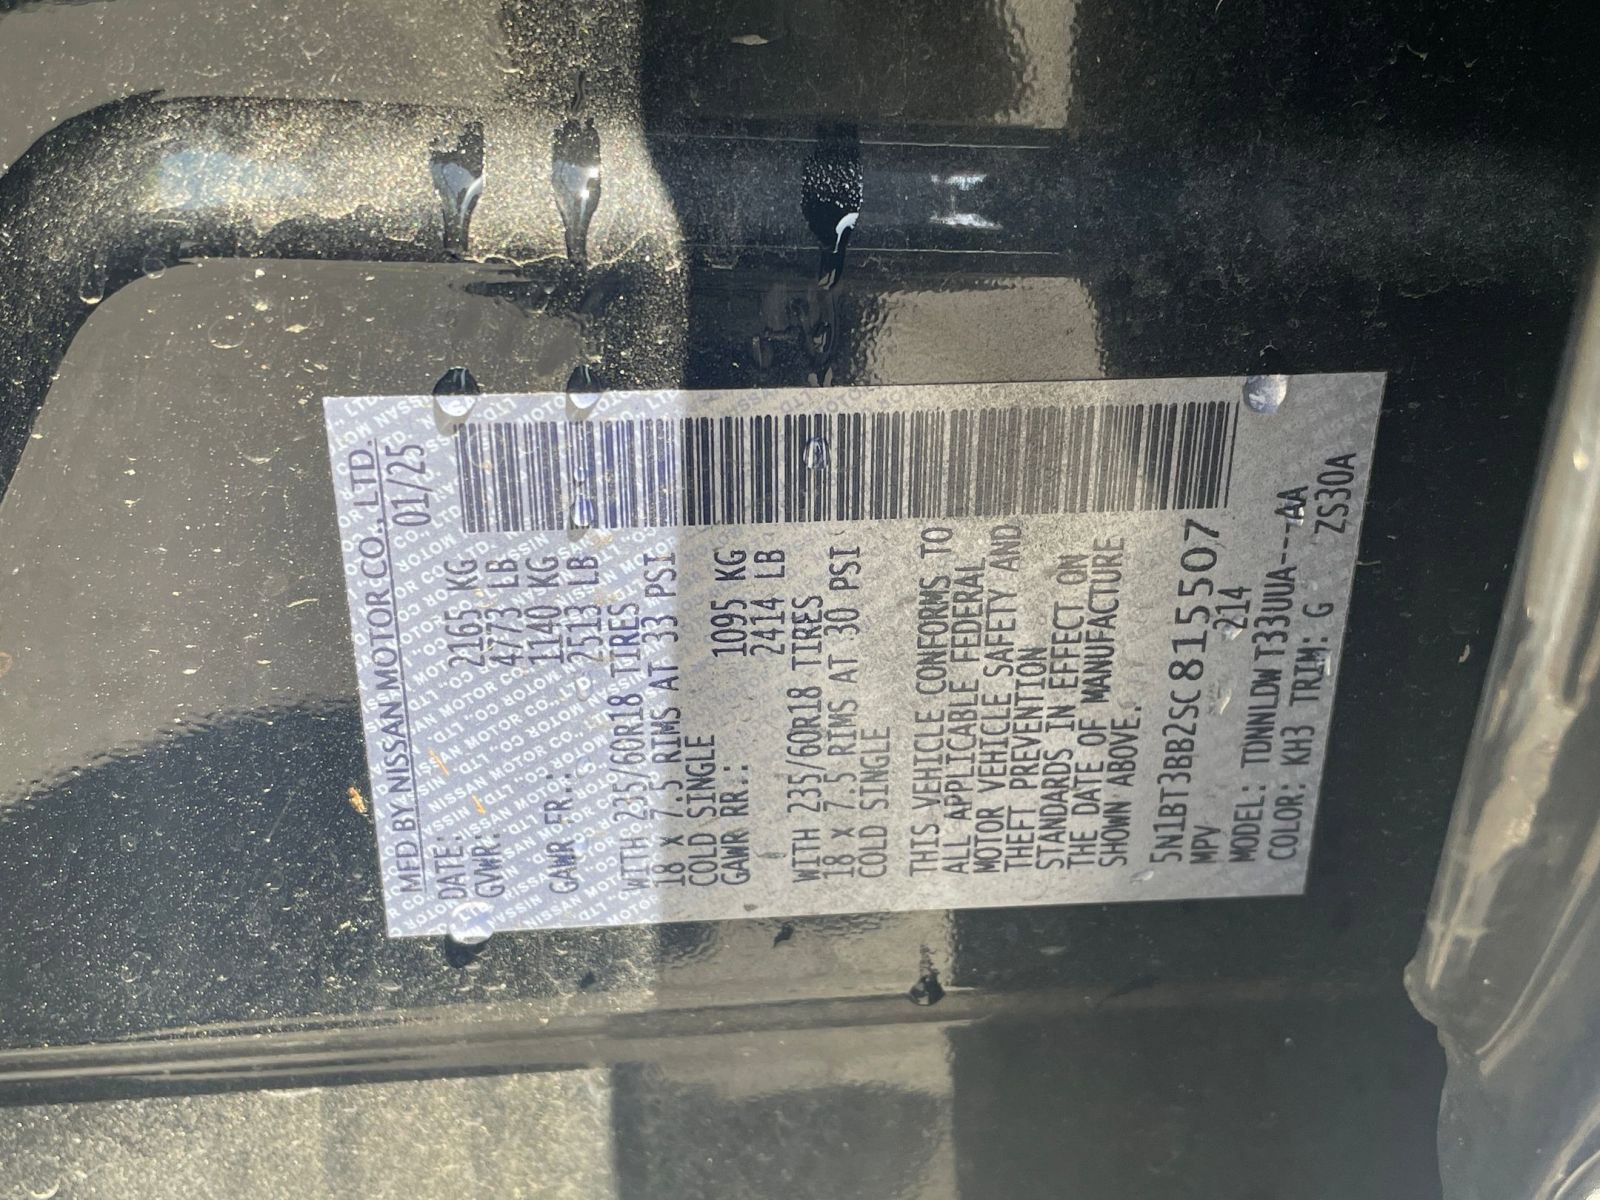 MFD BY NISSAN MOTOR CO., LTD.
DATE: 01/25
GVWR: 2165 KG
4773 LB
GAWR FR.: 1140 KG
2513 LB
WITH 235/60R18 TIRES
18 x 7.5 RIMS AT 33 PSI
COLD SINGLE
GAWR RR.: 1095 KG
2414 LB
WITH 235/60R18 TIRES
18 x 7.5 RIMS AT 30 PSI
COLD SINGLE
THIS VEHICLE CONFORMS TO
ALL APPLICABLE FEDERAL
MOTOR VEHICLE SAFETY AND
THEFT PREVENTION
STANDARDS IN EFFECT ON
THE DATE OF MANUFACTURE
SHOWN ABOVE.
5N1BT3BB2SC815507
MPV 214
MODEL: TDNNLDWT33UUA---AA
COLOR: KH3 TRIM: G ZS30A